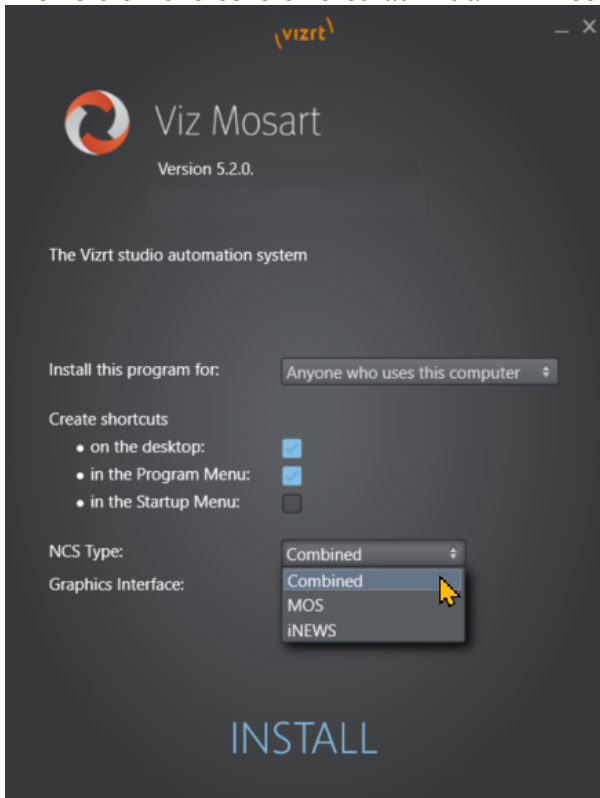 (vizrt)
Viz Mosart
Version 5.2.0.
The Vizrt studio automation system
Install this program for: Anyone who uses this computer
Create shortcuts
• on the desktop:
• in the Program Menu:
• in the Startup Menu:
NCS Type: Combined
Combined
Graphics Interface:
MOS
iNEWS
INSTALL